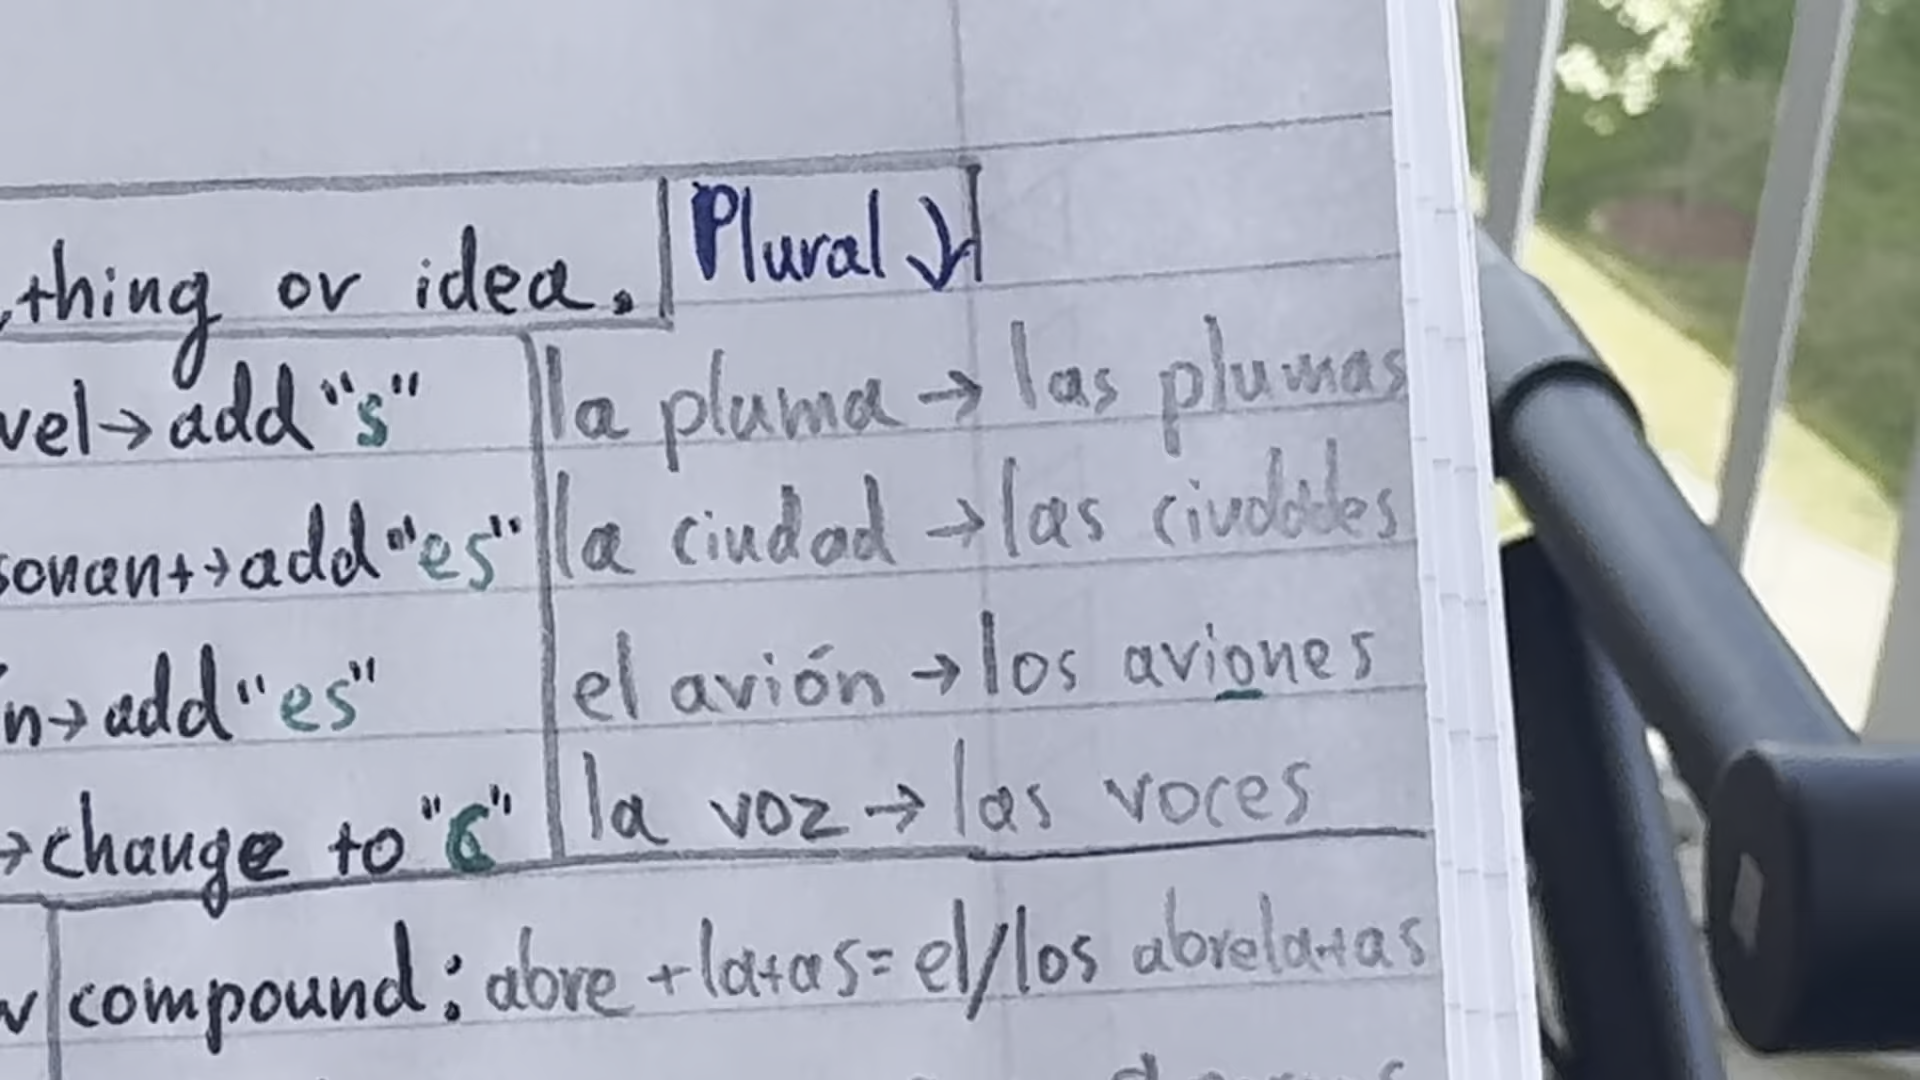 ,thing or idea. Plural ↓
vel→add "s" la pluma → las plumas
sonant→add "es" la ciudad → las ciudades
n→add "es" el avión → los aviones
→change to "C" la voz → las voces
compound: abre + latas = el/los abrelatas